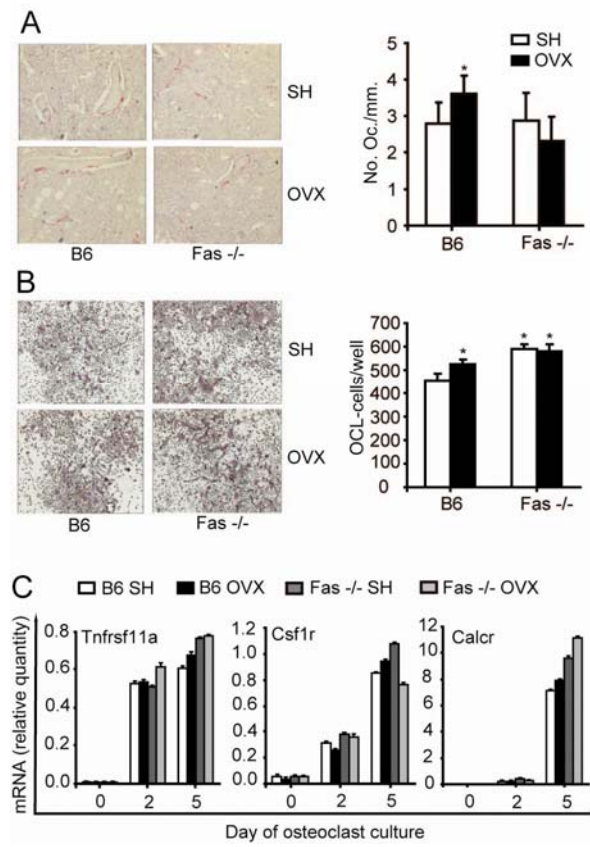 A
SH
OVX
B6
Fas -/-
SH
OVX
No. Oc./mm.
5
4
3
2
1
0
*
B6
Fas -/-
B
SH
OVX
B6
Fas -/-
OCL-cells/well
700
600
500
400
300
200
100
0
*
* *
B6
Fas -/-
C
B6 SH B6 OVX Fas -/- SH Fas -/- OVX
mRNA (relative quantity)
Tnfrsf11a
0.8
0.6
0.4
0.2
0.0
0 2 5
Csf1r
1.2
1.0
0.8
0.6
0.4
0.2
0.0
0 2 5
Calcr
12
10
8
6
4
2
0
0 2 5
Day of osteoclast culture